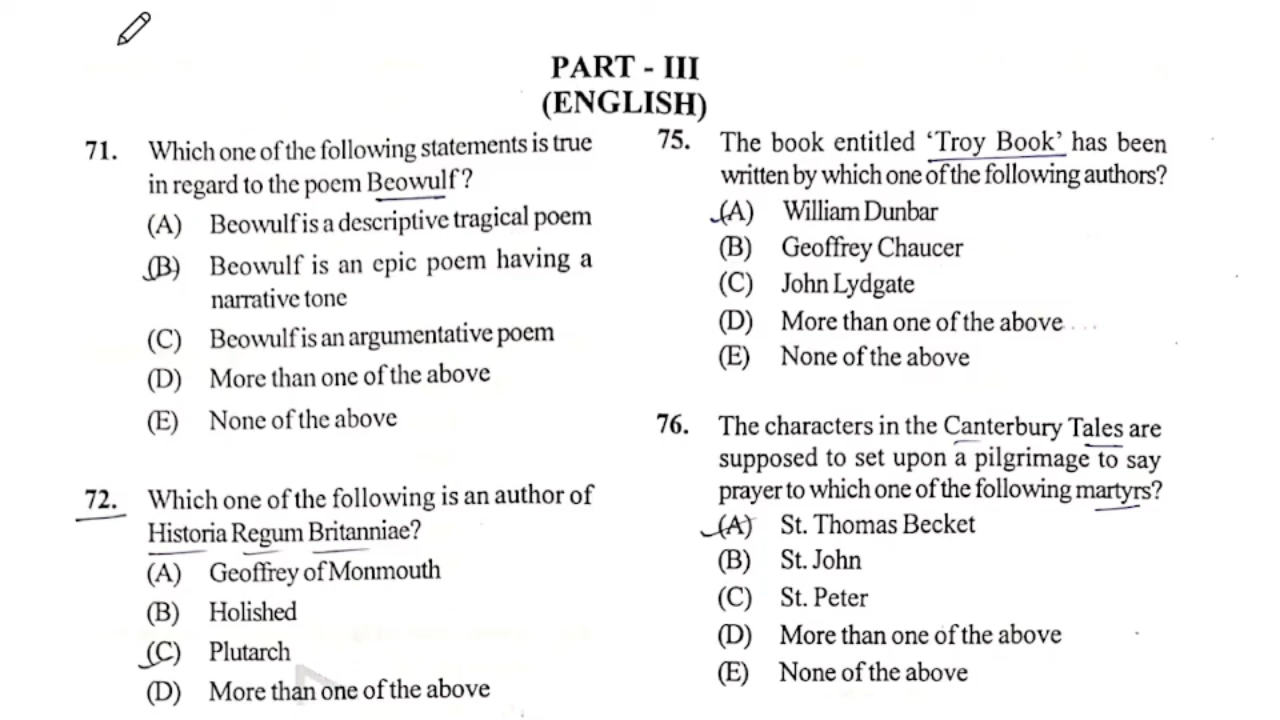 PART - III
(ENGLISH)
71. Which one of the following statements is true
in regard to the poem Beowulf?
(A) Beowulf is a descriptive tragical poem
(B) Beowulf is an epic poem having a
narrative tone
(C) Beowulf is an argumentative poem
(D) More than one of the above
(E) None of the above
72. Which one of the following is an author of
Historia Regum Britanniae?
(A) Geoffrey of Monmouth
(B) Holished
(C) Plutarch
(D) More than one of the above
75. The book entitled ‘Troy Book’ has been
written by which one of the following authors?
(A) William Dunbar
(B) Geoffrey Chaucer
(C) John Lydgate
(D) More than one of the above
(E) None of the above
76. The characters in the Canterbury Tales are
supposed to set upon a pilgrimage to say
prayer to which one of the following martyrs?
(A) St. Thomas Becket
(B) St. John
(C) St. Peter
(D) More than one of the above
(E) None of the above